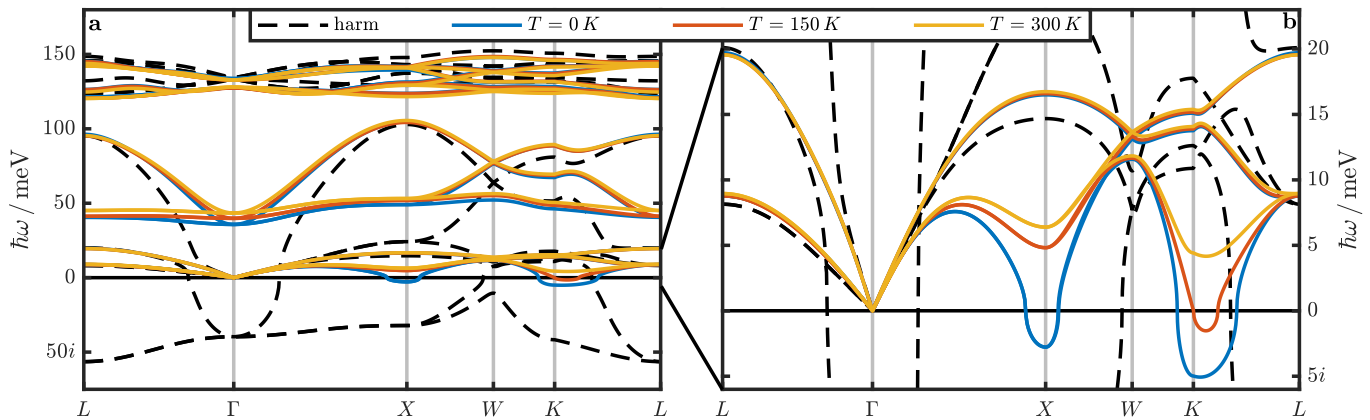 a
harm
T = 0 K
T = 150 K
T = 300 K
b
ℏω / meV
150
100
50
0
50i
L
Γ
X
W
K
L
20
15
10
5
0
5i
ℏω / meV
L
Γ
X
W
K
L